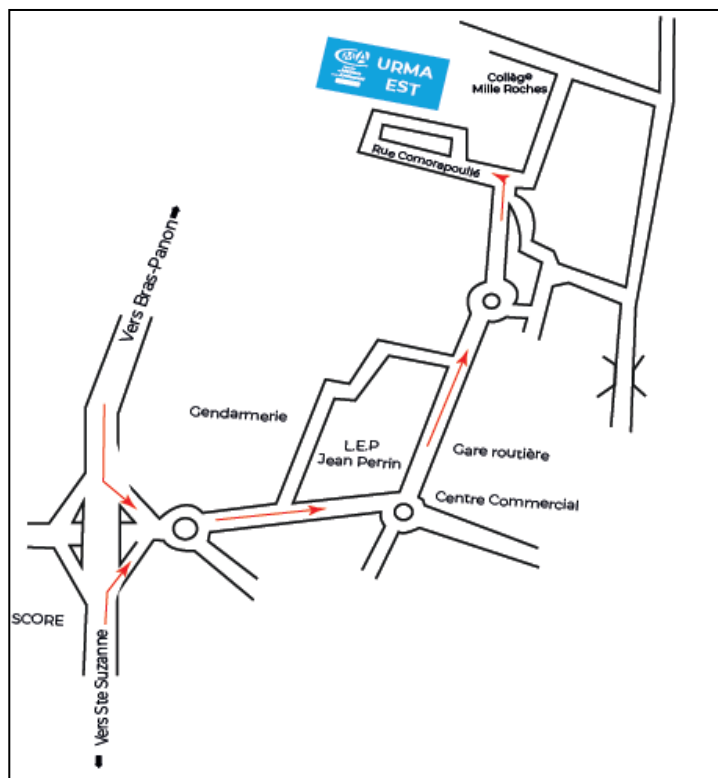 CMA
URMA
EST
Collège
Mille Roches
Rue Comorapoullé
Vers Bras-Panon
Gendarmerie
L.E.P
Jean Perrin
Gare routière
Centre Commercial
SCORE
Vers Ste Suzanne